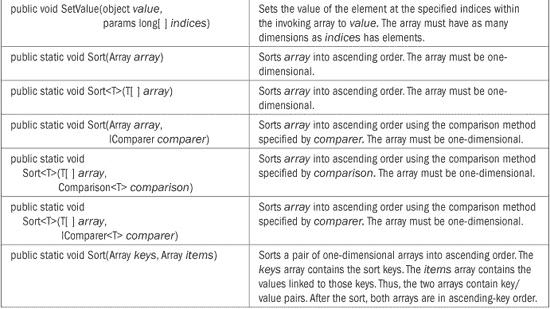 public void SetValue(object value,
params long[ ] indices)
Sets the value of the element at the specified indices within
the invoking array to value. The array must have as many
dimensions as indices has elements.
public static void Sort(Array array)
Sorts array into ascending order. The array must be one-
dimensional.
public static void Sort<T>(T[ ] array)
Sorts array into ascending order. The array must be one-
dimensional.
public static void Sort(Array array,
IComparer comparer)
Sorts array into ascending order using the comparison method
specified by comparer. The array must be one-dimensional.
public static void
Sort<T>(T[ ] array,
Comparison<T> comparison)
Sorts array into ascending order using the comparison method
specified by comparison. The array must be one-dimensional.
public static void
Sort<T>(T[ ] array,
IComparer<T> comparer)
Sorts array into ascending order using the comparison method
specified by comparer. The array must be one-dimensional.
public static void Sort(Array keys, Array items)
Sorts a pair of one-dimensional arrays into ascending order. The
keys array contains the sort keys. The items array contains the
values linked to those keys. Thus, the two arrays contain key/
value pairs. After the sort, both arrays are in ascending-key order.